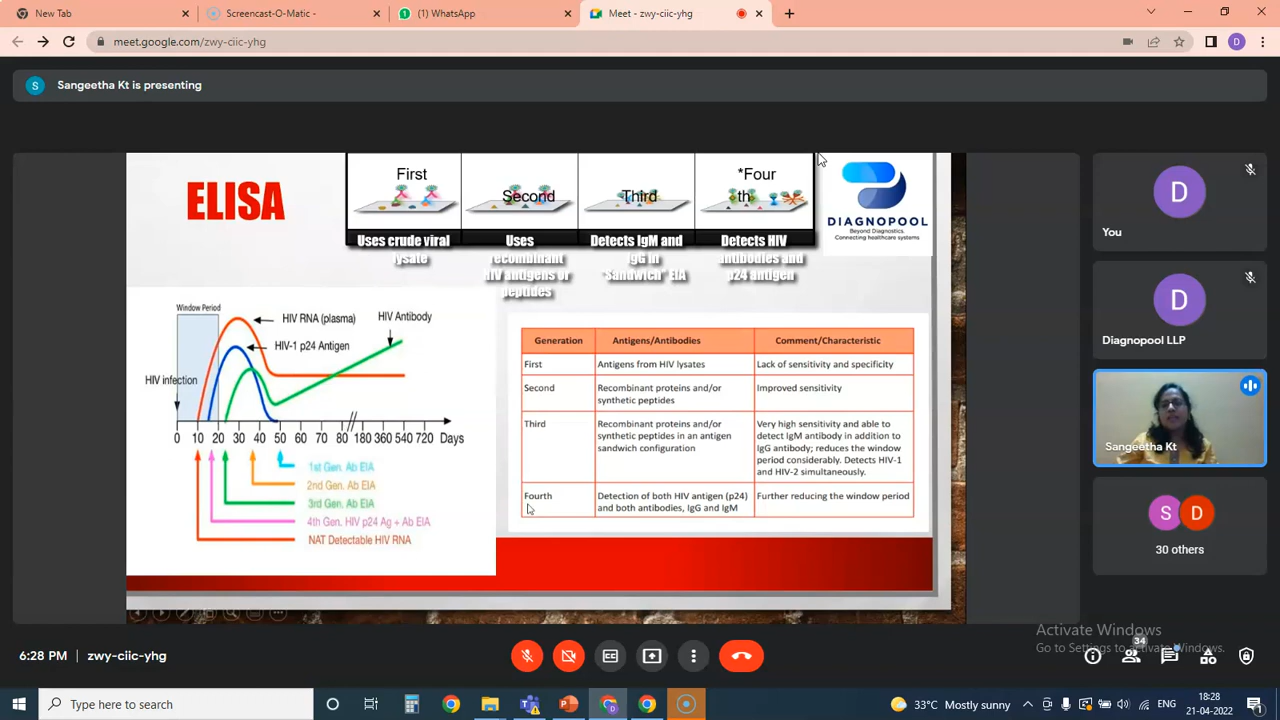 New Tab
Screencast-O-Matic -
(1) WhatsApp
Meet - zwy-ciic-yhg
meet.google.com/zwy-ciic-yhg
D
S
Sangeetha Kt is presenting
ELISA
First
Second
Third
*Four
th
Uses crude viral
lysate
Uses
recombinant
HIV antigens or
peptides
Detects IgM and
IgG in
"Sandwich" EIA
Detects HIV
antibodies and
p24 antigen
DIAGNOPOOL
Beyond Diagnostics.
Connecting healthcare systems
Window Period
HIV RNA (plasma)
HIV Antibody
HIV-1 p24 Antigen
HIV infection
0 10 20 30 40 50 60 70 80 180 360 540 720 Days
1st Gen. Ab EIA
2nd Gen. Ab EIA
3rd Gen. Ab EIA
4th Gen. HIV p24 Ag + Ab EIA
NAT Detectable HIV RNA
Generation Antigens/Antibodies Comment/Characteristic
First Antigens from HIV lysates Lack of sensitivity and specificity
Second Recombinant proteins and/or Improved sensitivity
synthetic peptides
Third Recombinant proteins and/or Very high sensitivity and able to
synthetic peptides in an antigen detect IgM antibody in addition to
sandwich configuration IgG antibody; reduces the window
period considerably. Detects HIV-1
and HIV-2 simultaneously.
Fourth Detection of both HIV antigen (p24) Further reducing the window period
and both antibodies, IgG and IgM
D
You
D
Diagnopool LLP
Sangeetha Kt
S D
30 others
Activate Windows
Go to Settings to activate Windows.
6:28 PM zwy-ciic-yhg
34
Type here to search
33°C Mostly sunny
ENG
18:28
21-04-2022